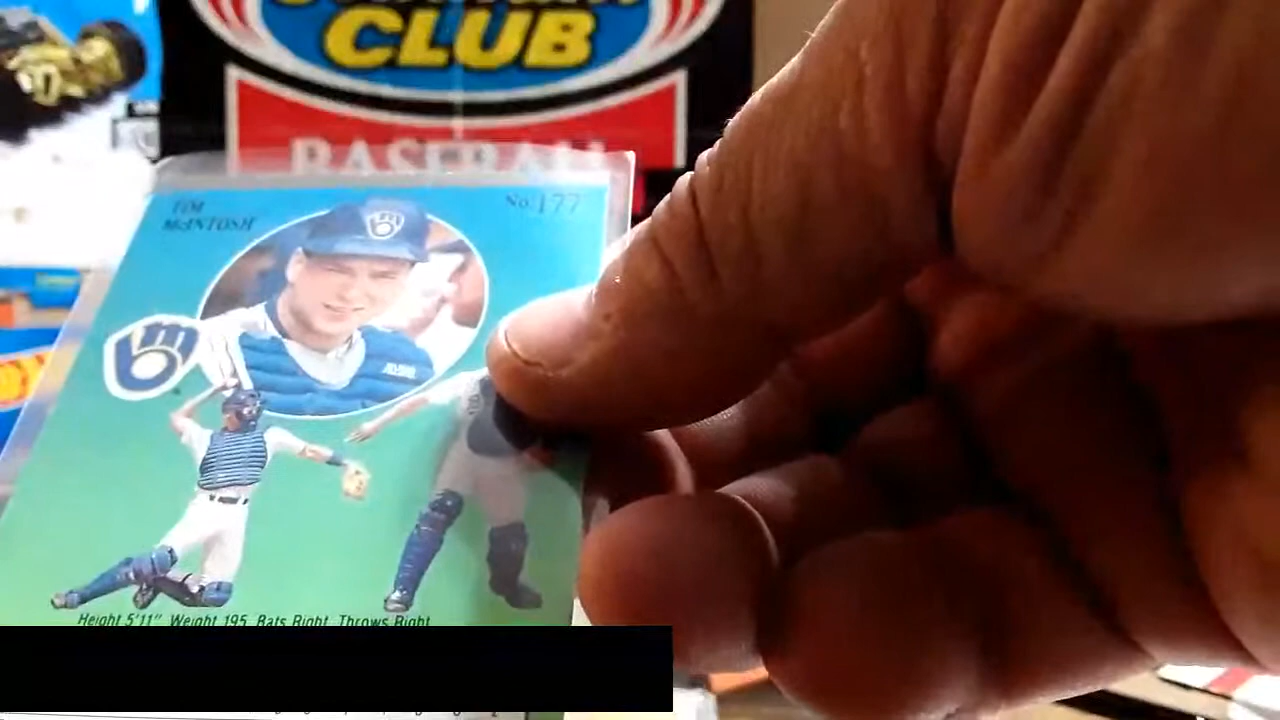 CLUB
BASEBALL
TIM
McINTOSH
No. 177
Height 5'11" Weight 195 Bats Right Throws Right